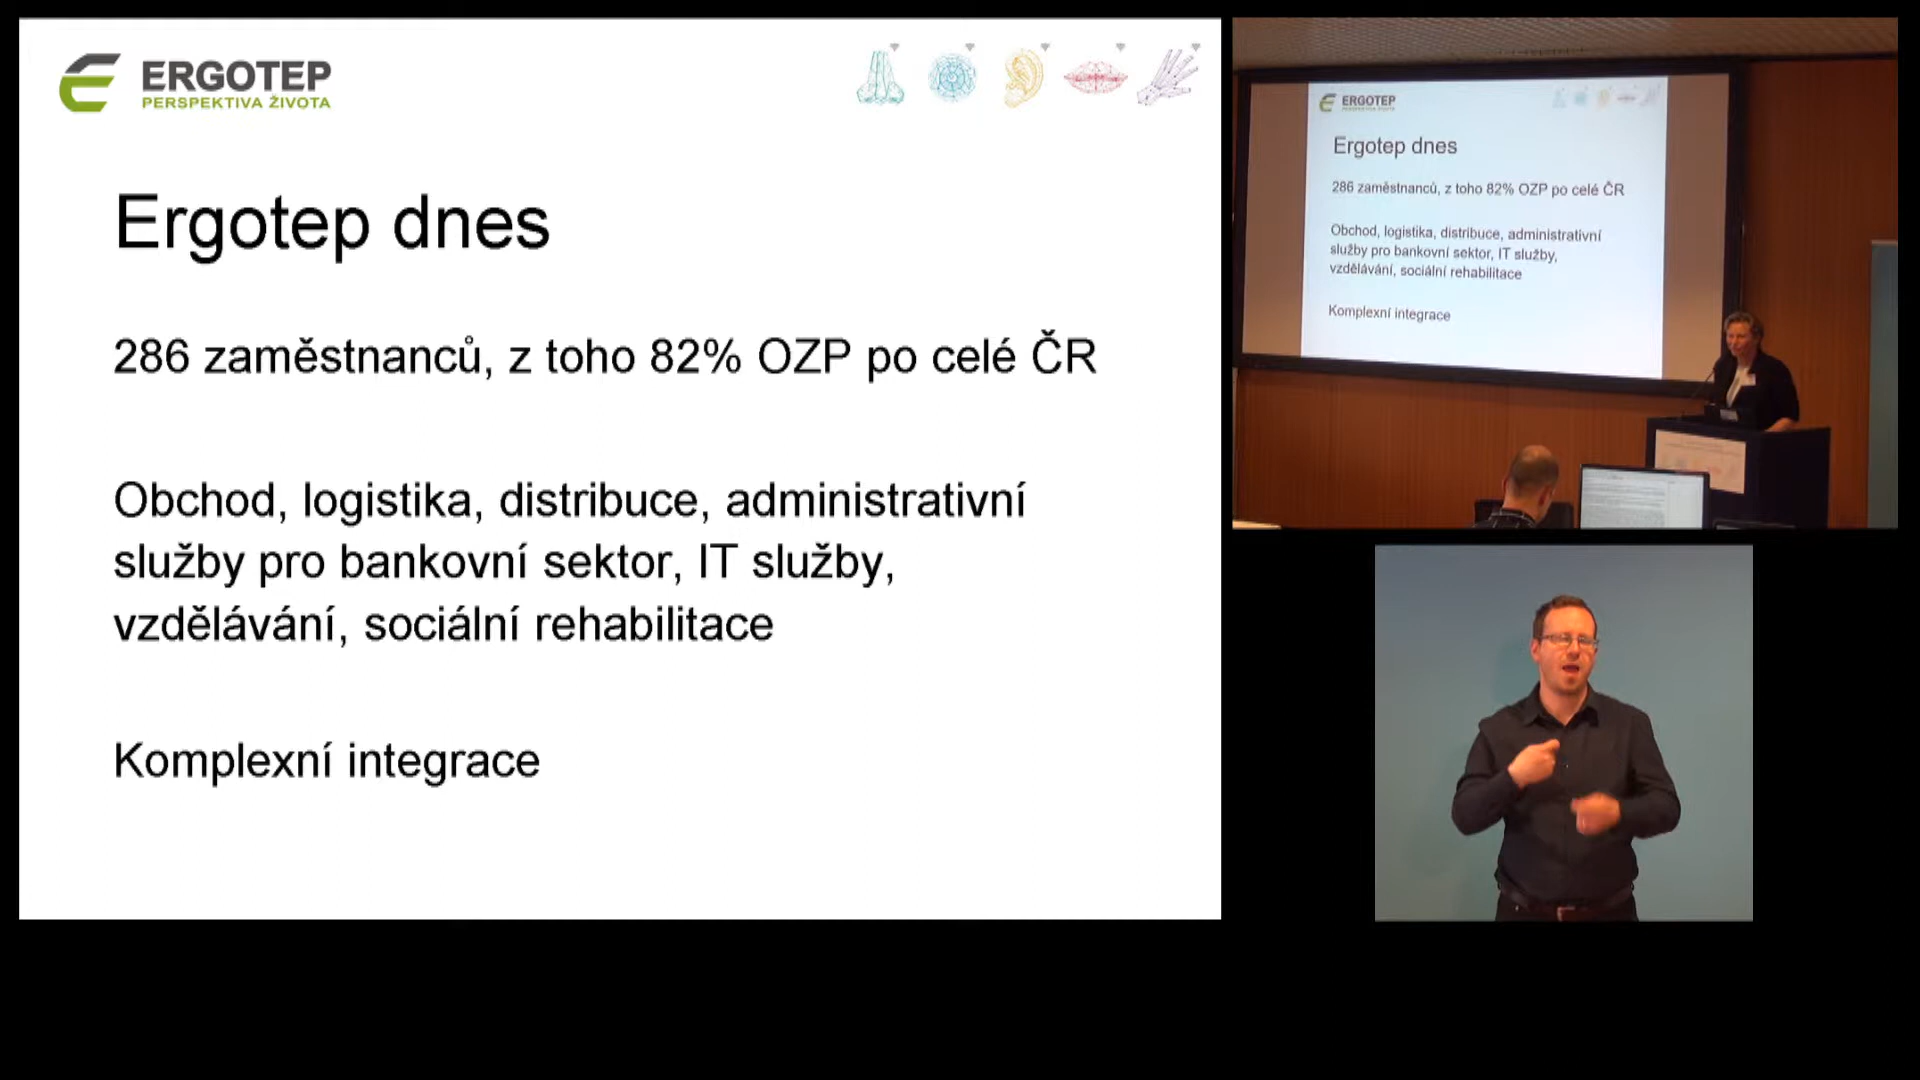 ERGOTEP
PERSPEKTIVA ŽIVOTA
Ergotep dnes
286 zaměstnanců, z toho 82% OZP po celé ČR
Obchod, logistika, distribuce, administrativní
služby pro bankovní sektor, IT služby,
vzdělávání, sociální rehabilitace
Komplexní integrace
ERGOTEP
PERSPEKTIVA ŽIVOTA
Ergotep dnes
286 zaměstnanců, z toho 82% OZP po celé ČR
Obchod, logistika, distribuce, administrativní
služby pro bankovní sektor, IT služby,
vzdělávání, sociální rehabilitace
Komplexní integrace